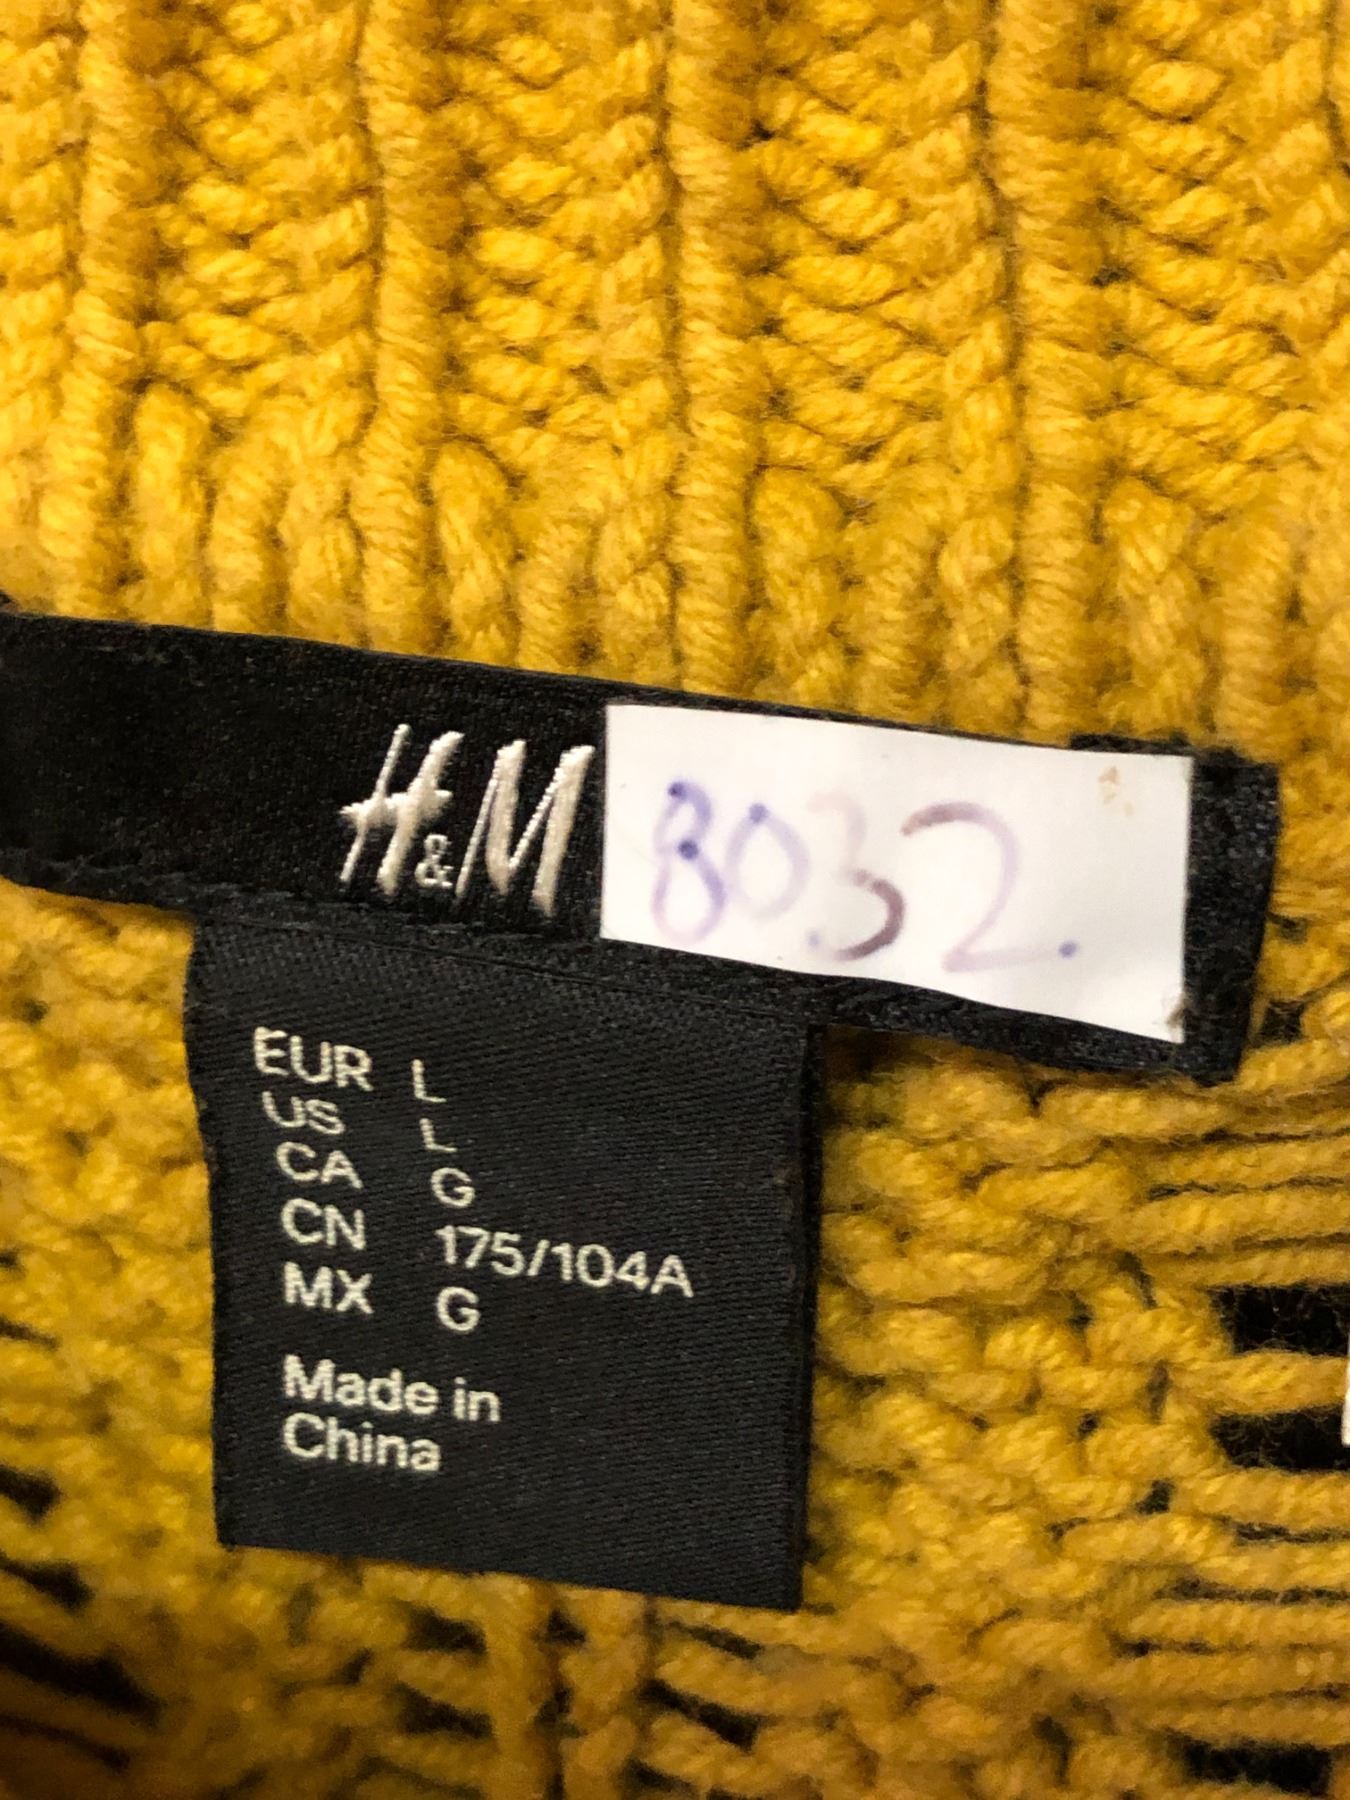 H&M 8032.
EUR L
US L
CA G
CN 175/104A
MX G
Made in
China